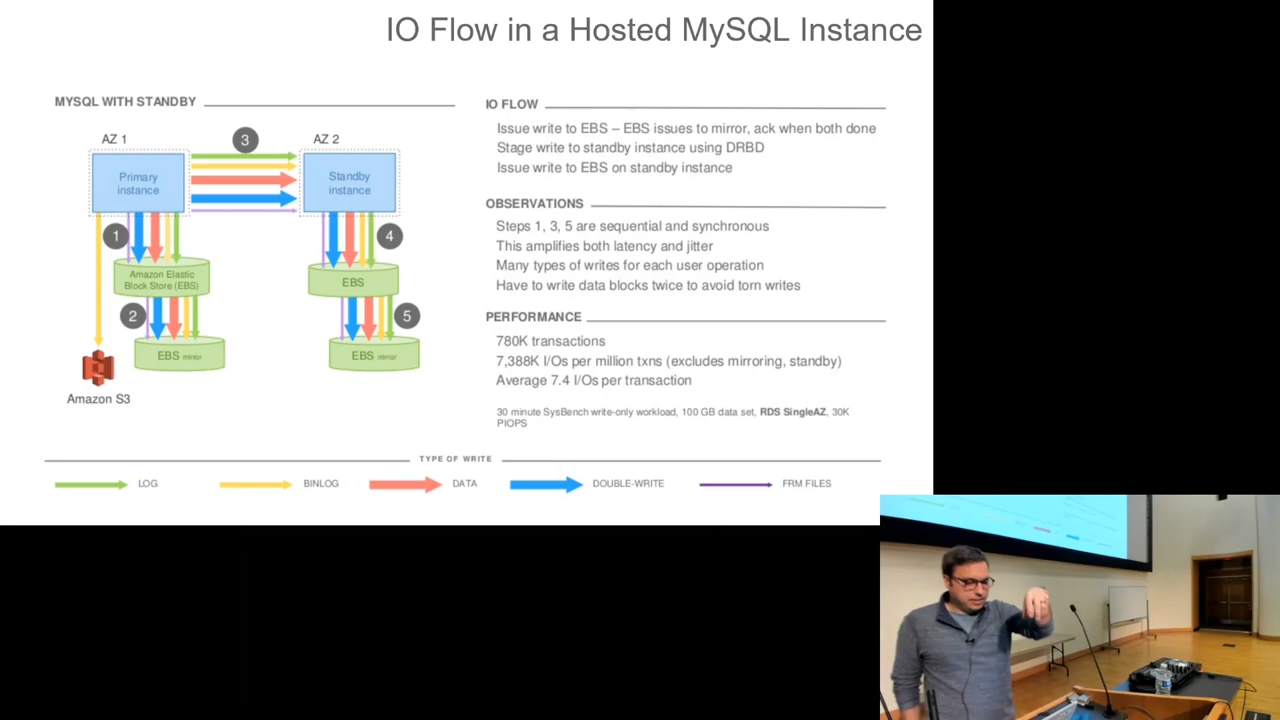 IO Flow in a Hosted MySQL Instance
MYSQL WITH STANDBY
AZ 1
3
AZ 2
Primary
instance
Standby
instance
1
4
Amazon Elastic
Block Store (EBS)
EBS
2
5
EBS mirror
EBS mirror
Amazon S3
IO FLOW
Issue write to EBS – EBS issues to mirror, ack when both done
Stage write to standby instance using DRBD
Issue write to EBS on standby instance
OBSERVATIONS
Steps 1, 3, 5 are sequential and synchronous
This amplifies both latency and jitter
Many types of writes for each user operation
Have to write data blocks twice to avoid torn writes
PERFORMANCE
780K transactions
7,388K I/Os per million txns (excludes mirroring, standby)
Average 7.4 I/Os per transaction
30 minute SysBench write-only workload, 100 GB data set, RDS SingleAZ, 30K
PIOPS
TYPE OF WRITE
LOG
BINLOG
DATA
DOUBLE-WRITE
FRM FILES